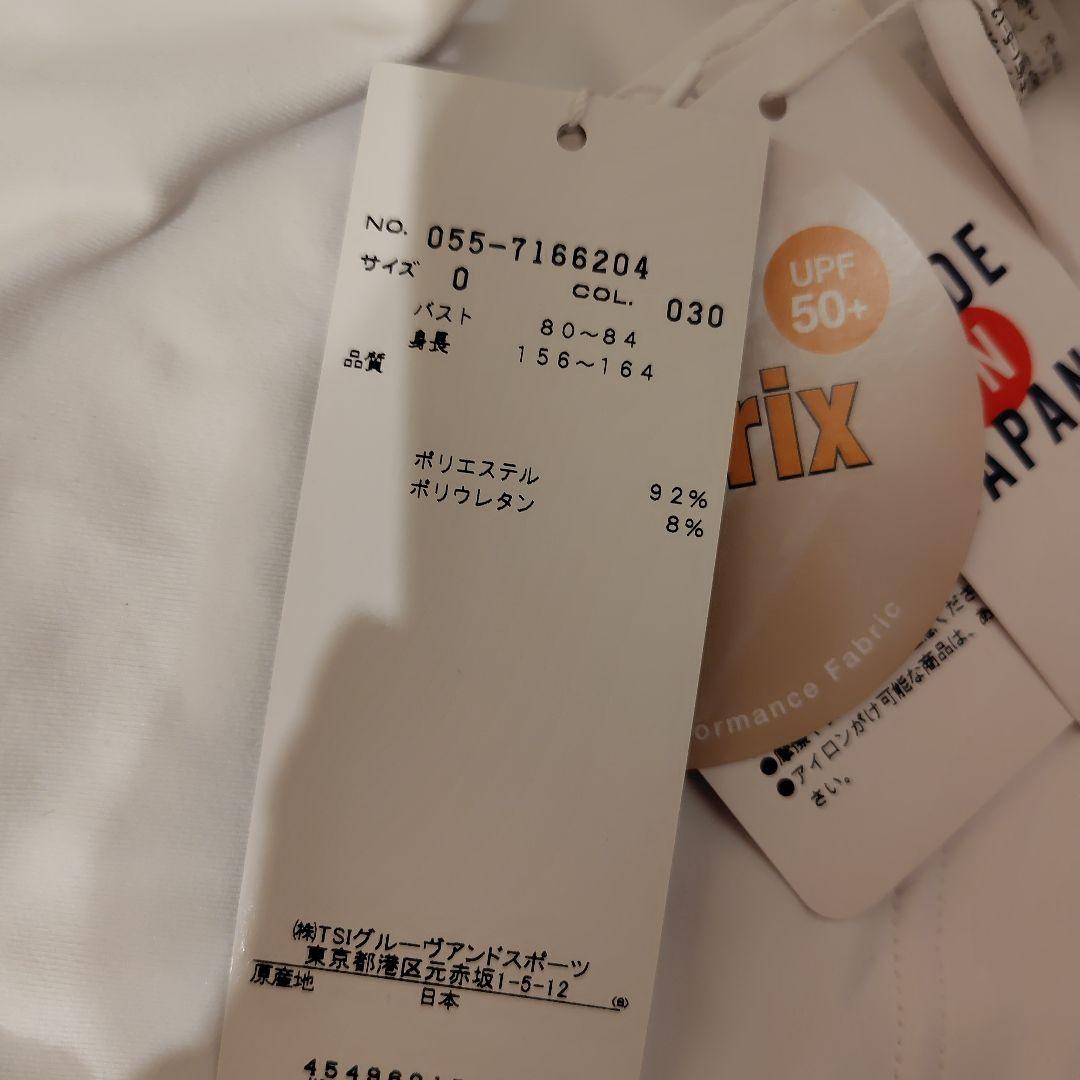 NO. 055-7166204
サイズ 0 COL. 030
バスト 80～84
身長 156～164
品質
ポリエステル 92%
ポリウレタン 8%
㈱TSIグルーヴアンドスポーツ
東京都港区元赤坂1-5-12
原産地 日本 (8)
UPF
50+
rix
ormance Fabric
DE
IN
APAN
な商品は、
●アイロンがけ可能
さい。